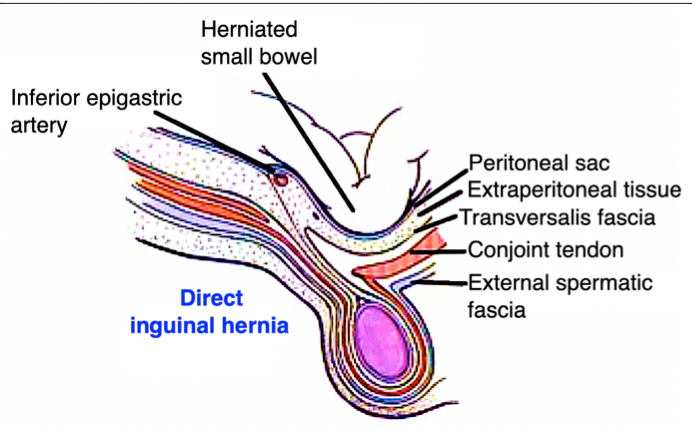 Herniated
small bowel
Inferior epigastric
artery
Peritoneal sac
Extraperitoneal tissue
Transversalis fascia
Conjoint tendon
External spermatic
fascia
Direct
inguinal hernia